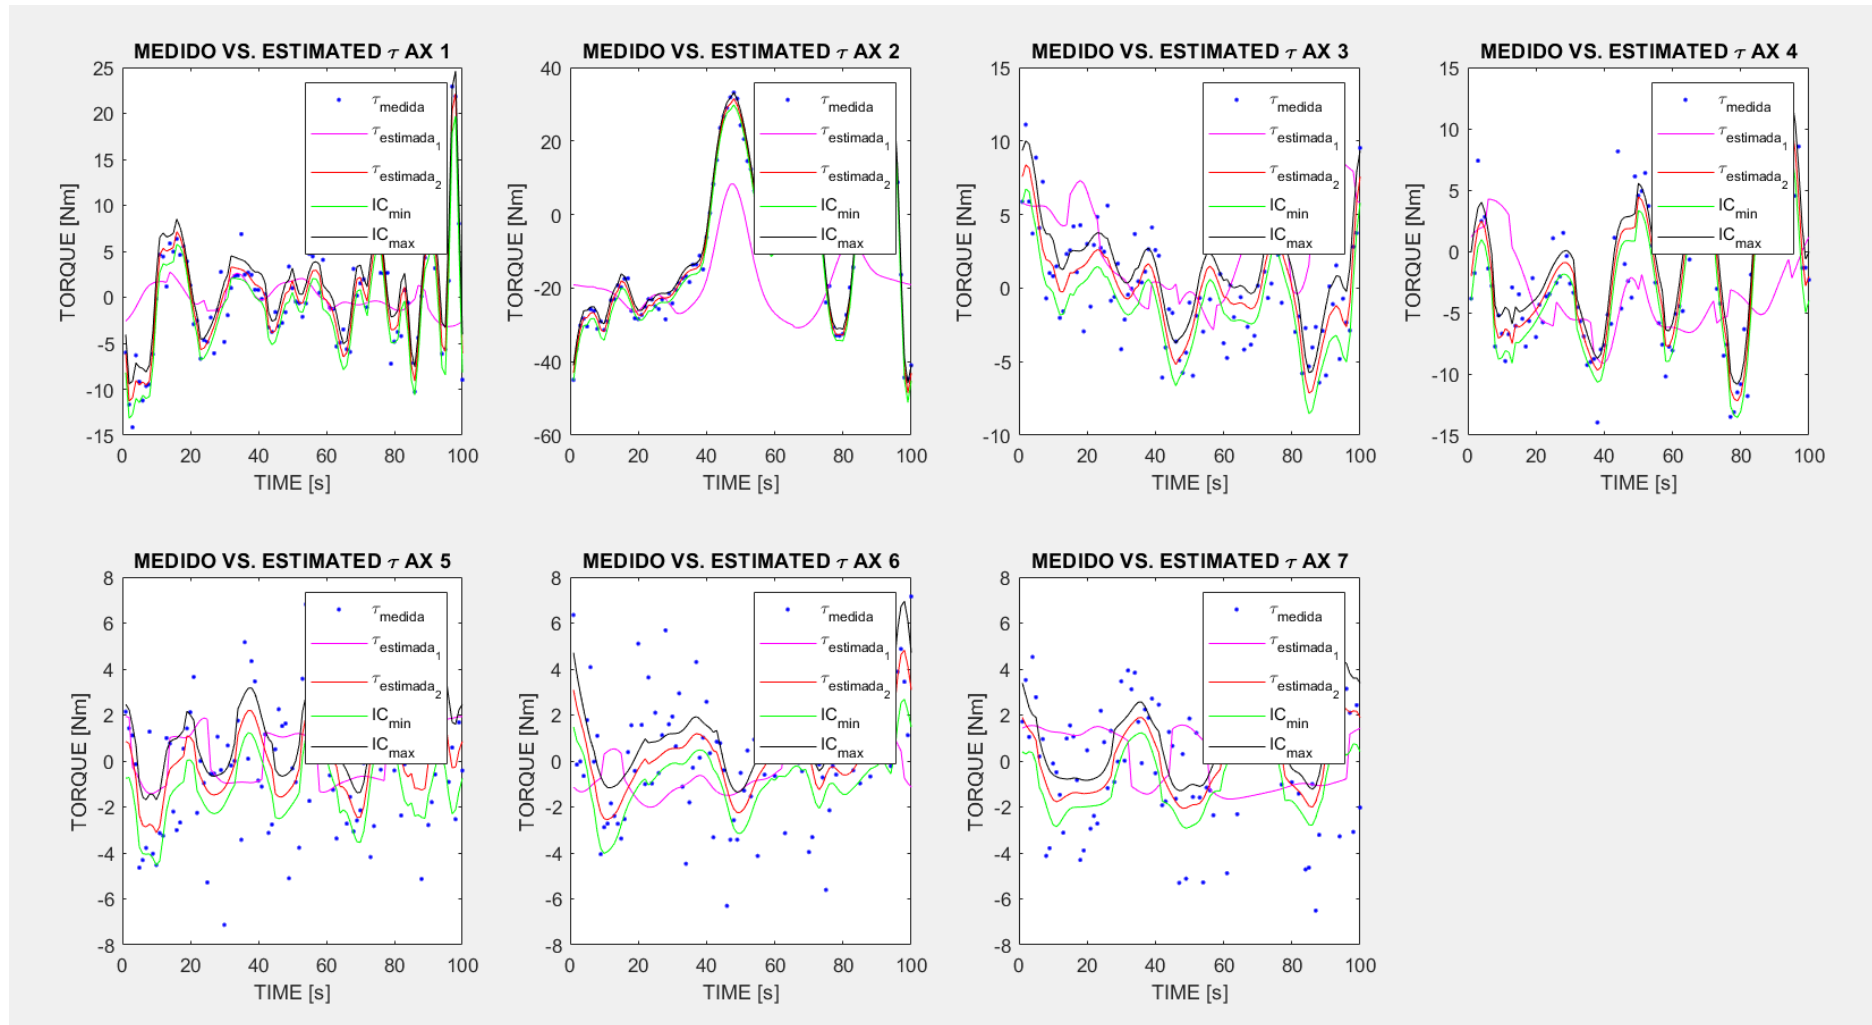 MEDIDO VS. ESTIMATED τ AX 1
25
20
15
10
5
0
-5
-10
-15
TORQUE [Nm]
0 20 40 60 80 100
TIME [s]
τmedida
τestimada1
τestimada2
ICmin
ICmax
MEDIDO VS. ESTIMATED τ AX 2
40
20
0
-20
-40
-60
TORQUE [Nm]
0 20 40 60 80 100
TIME [s]
τmedida
τestimada1
τestimada2
ICmin
ICmax
MEDIDO VS. ESTIMATED τ AX 3
15
10
5
0
-5
-10
TORQUE [Nm]
0 20 40 60 80 100
TIME [s]
τmedida
τestimada1
τestimada2
ICmin
ICmax
MEDIDO VS. ESTIMATED τ AX 4
15
10
5
0
-5
-10
-15
TORQUE [Nm]
0 20 40 60 80 100
TIME [s]
τmedida
τestimada1
τestimada2
ICmin
ICmax
MEDIDO VS. ESTIMATED τ AX 5
8
6
4
2
0
-2
-4
-6
-8
TORQUE [Nm]
0 20 40 60 80 100
TIME [s]
τmedida
τestimada1
τestimada2
ICmin
ICmax
MEDIDO VS. ESTIMATED τ AX 6
8
6
4
2
0
-2
-4
-6
-8
TORQUE [Nm]
0 20 40 60 80 100
TIME [s]
τmedida
τestimada1
τestimada2
ICmin
ICmax
MEDIDO VS. ESTIMATED τ AX 7
8
6
4
2
0
-2
-4
-6
-8
TORQUE [Nm]
0 20 40 60 80 100
TIME [s]
τmedida
τestimada1
τestimada2
ICmin
ICmax